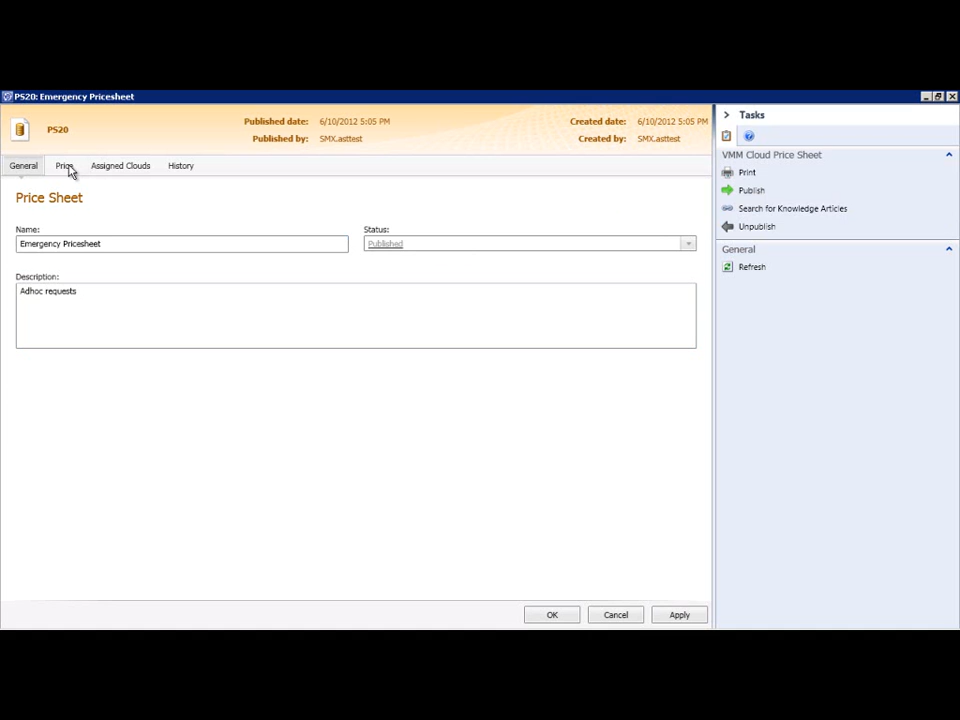 PS20: Emergency Pricesheet
PS20
Published date: 6/10/2012 5:05 PM
Created date: 6/10/2012 5:05 PM
Published by: SMX.asttest
Created by: SMX.asttest
General Price Assigned Clouds History
Price Sheet
Name:
Emergency Pricesheet
Status:
Published
Description:
Adhoc requests
OK Cancel Apply
Tasks
VMM Cloud Price Sheet
Print
Publish
Search for Knowledge Articles
Unpublish
General
Refresh